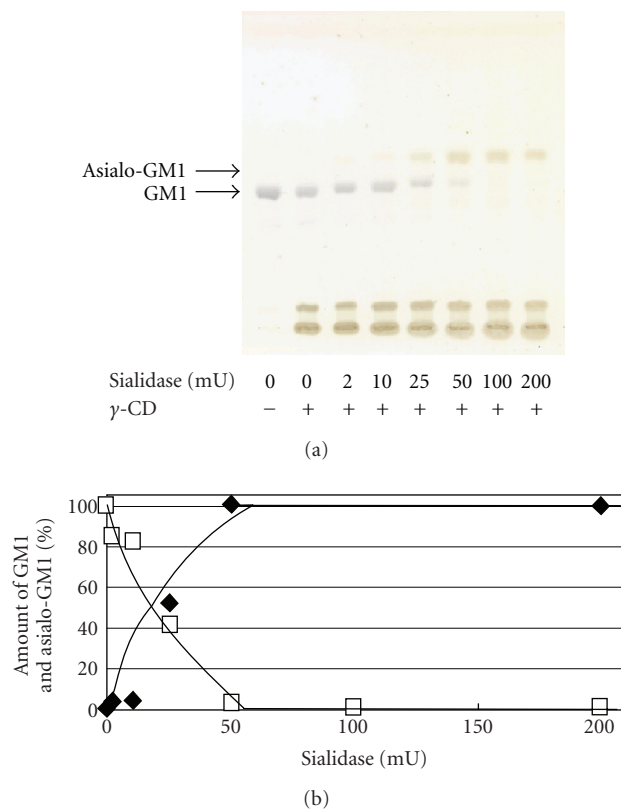 Asialo-GM1
GM1
Sialidase (mU) 0 0 2 10 25 50 100 200
γ-CD − + + + + + + +
(a)
Amount of GM1
and asialo-GM1 (%)
100
80
60
40
20
0
0 50 100 150 200
Sialidase (mU)
(b)